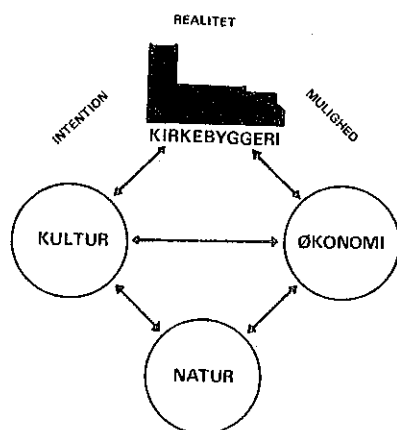 REALITET
INTENTION
MULIGHED
KIRKEBYGGERI
KULTUR
ØKONOMI
NATUR